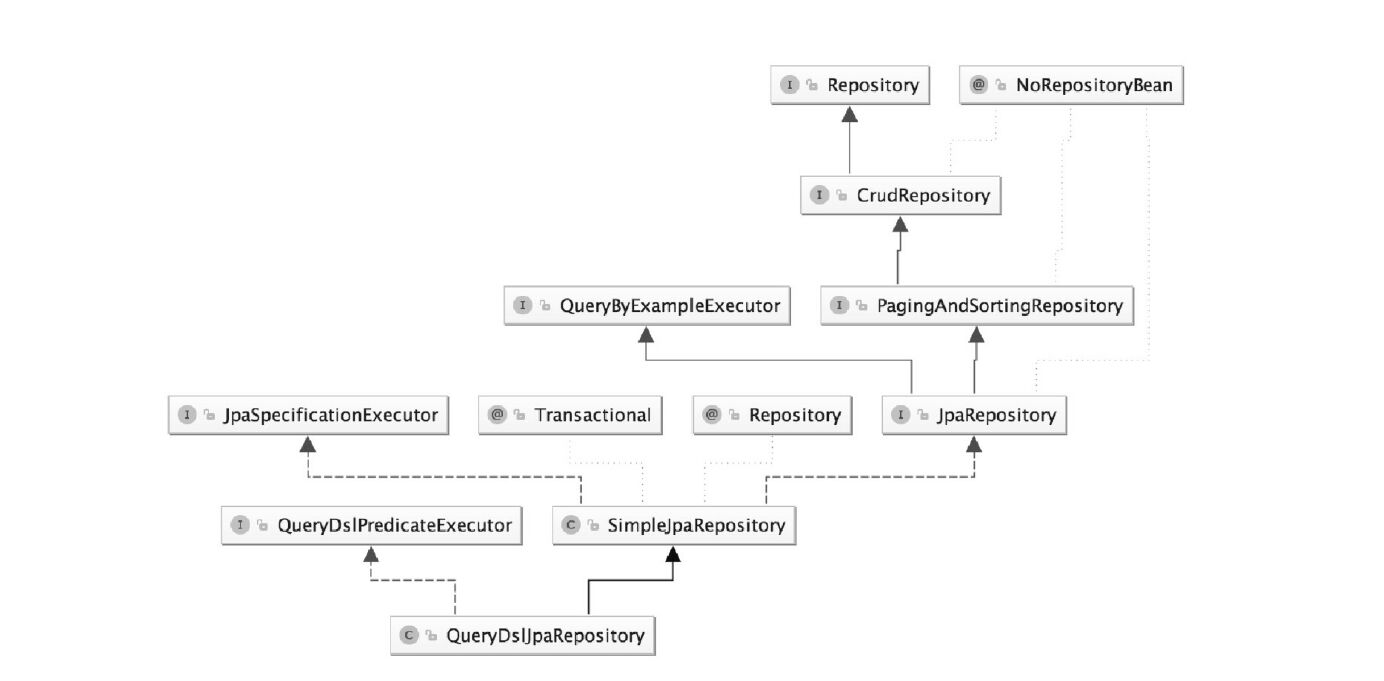 I Repository @ NoRepositoryBean
I CrudRepository
I QueryByExampleExecutor I PagingAndSortingRepository
I JpaSpecificationExecutor @ Transactional @ Repository I JpaRepository
I QueryDslPredicateExecutor C SimpleJpaRepository
C QueryDslJpaRepository